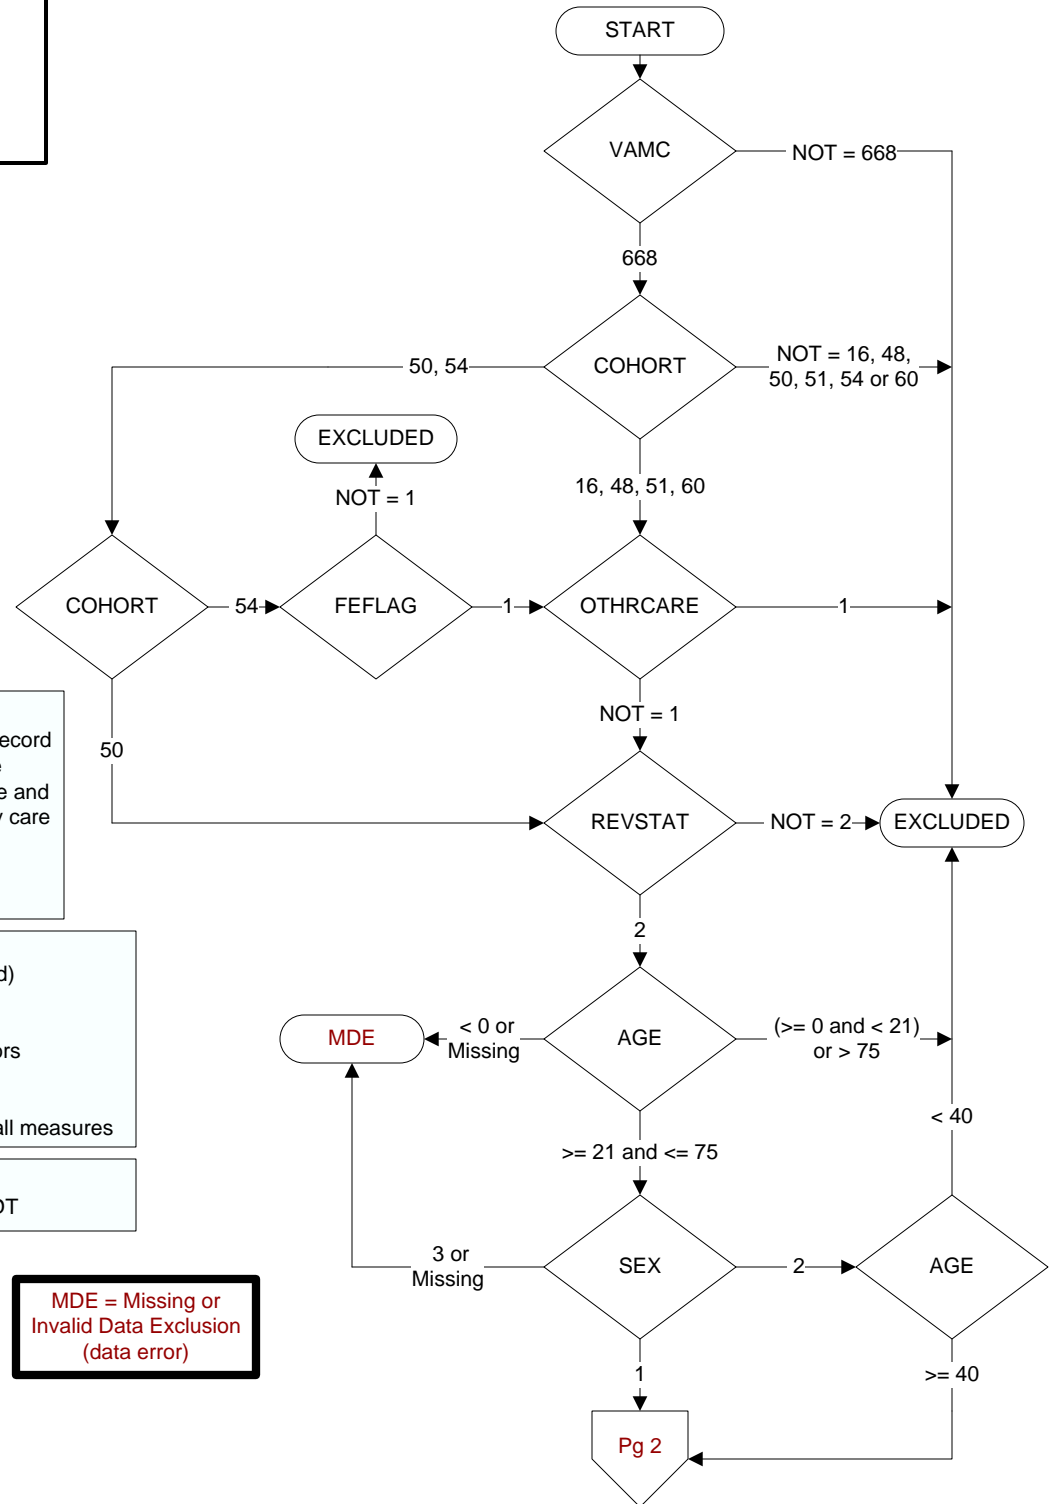 START
VAMC
NOT = 668
668
50, 54
COHORT
NOT = 16, 48,
50, 51, 54 or 60
EXCLUDED
NOT = 1
16, 48, 51, 60
COHORT
54
FEFLAG
1
OTHRCARE
1
NOT = 1
50
ecord
e and
care
REVSTAT
NOT = 2
EXCLUDED
2
d)
ors
all measures
MDE
< 0 or
Missing
AGE
(>= 0 and < 21)
or > 75
< 40
>= 21 and <= 75
OT
3 or
Missing
SEX
2
AGE
MDE = Missing or
Invalid Data Exclusion
(data error)
1
>= 40
Pg 2